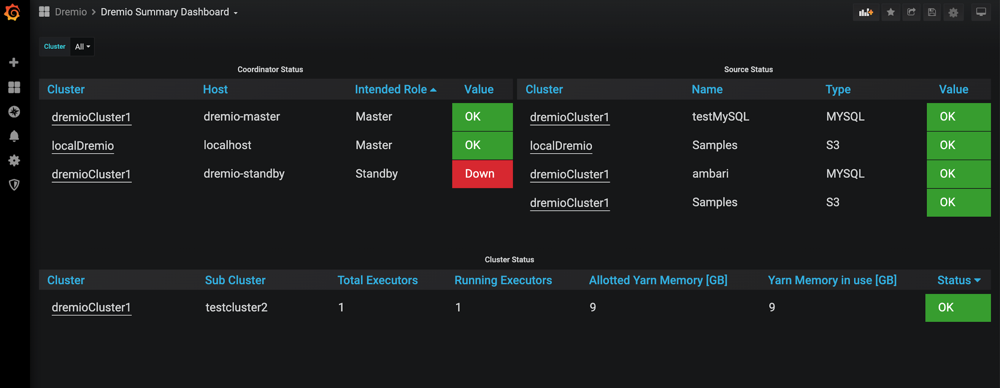 Dremio > Dremio Summary Dashboard
Cluster All
Coordinator Status
Cluster Host Intended Role Value
dremioCluster1 dremio-master Master OK
localDremio localhost Master OK
dremioCluster1 dremio-standby Standby Down
Source Status
Cluster Name Type Value
dremioCluster1 testMySQL MYSQL OK
localDremio Samples S3 OK
dremioCluster1 ambari MYSQL OK
dremioCluster1 Samples S3 OK
Cluster Status
Cluster Sub Cluster Total Executors Running Executors Allotted Yarn Memory [GB] Yarn Memory in use [GB] Status
dremioCluster1 testcluster2 1 1 9 9 OK